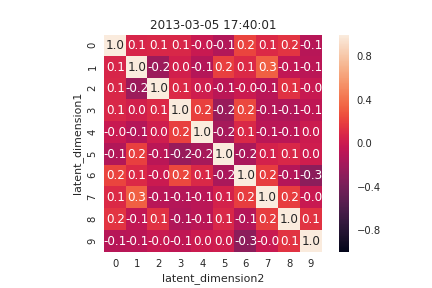 2013-03-05 17:40:01
0 1.0 0.1 0.1 0.1 -0.0 -0.1 0.2 0.1 0.2 -0.1
1 0.1 1.0 -0.2 0.0 -0.1 0.2 0.1 0.3 -0.1 -0.1
2 0.1 -0.2 1.0 0.1 0.0 -0.1 -0.0 -0.1 0.1 -0.0
3 0.1 0.0 0.1 1.0 0.2 -0.2 0.2 -0.1 -0.1 -0.1
4 -0.0 -0.1 0.0 0.2 1.0 -0.2 0.1 -0.1 -0.1 0.0
5 -0.1 0.2 -0.1 -0.2 -0.2 1.0 -0.2 0.1 0.1 0.0
6 0.2 0.1 -0.0 0.2 0.1 -0.2 1.0 0.2 -0.1 -0.3
7 0.1 0.3 -0.1 -0.1 -0.1 0.1 0.2 1.0 0.2 -0.0
8 0.2 -0.1 0.1 -0.1 -0.1 0.1 -0.1 0.2 1.0 0.1
9 -0.1 -0.1 -0.0 -0.1 0.0 0.0 -0.3 -0.0 0.1 1.0
0 1 2 3 4 5 6 7 8 9
latent_dimension2
latent_dimension1
0.8
0.4
0.0
-0.4
-0.8